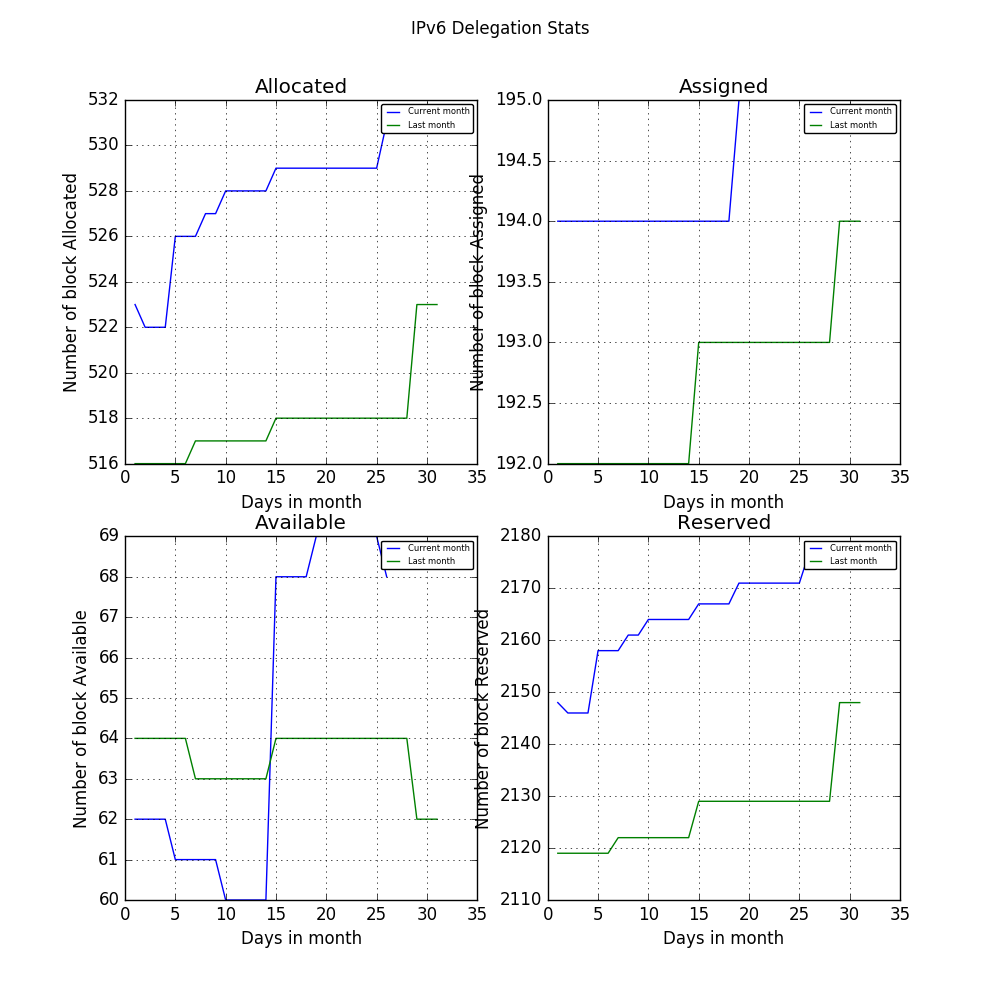 IPv6 Delegation Stats
Allocated
Number of block Allocated
532
530
528
526
524
522
520
518
516
0 5 10 15 20 25 30 35
Days in month
Current month
Last month
Assigned
Number of block Assigned
195.0
194.5
194.0
193.5
193.0
192.5
192.0
0 5 10 15 20 25 30 35
Days in month
Current month
Last month
Available
Number of block Available
69
68
67
66
65
64
63
62
61
60
0 5 10 15 20 25 30 35
Days in month
Current month
Last month
Reserved
Number of block Reserved
2180
2170
2160
2150
2140
2130
2120
2110
0 5 10 15 20 25 30 35
Days in month
Current month
Last month